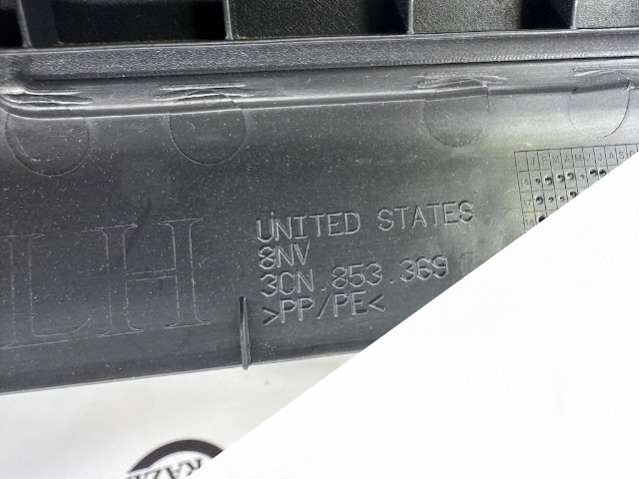 UNITED STATES
8NV
LH
3CN.853.369
>PP/PE<